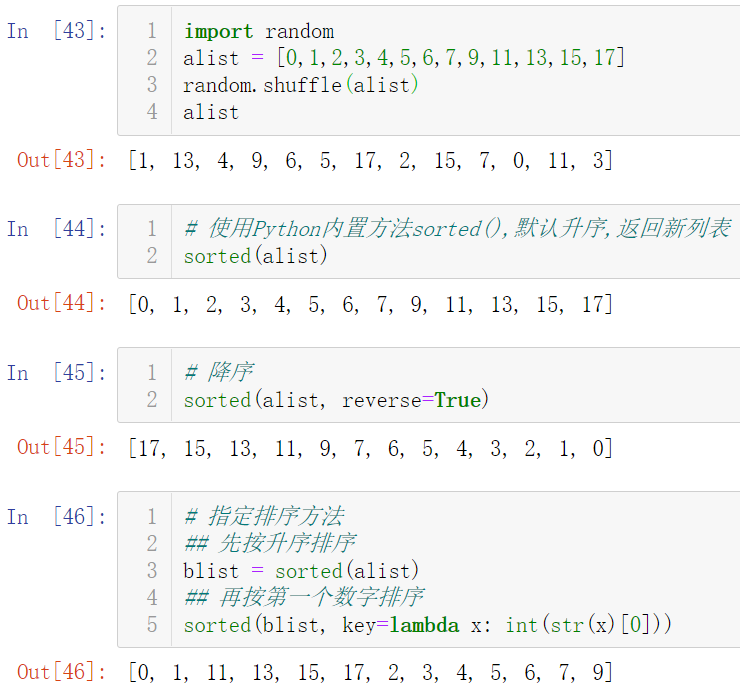 In [43]: 1 import random
2 alist = [0,1,2,3,4,5,6,7,9,11,13,15,17]
3 random.shuffle(alist)
4 alist
Out[43]: [1, 13, 4, 9, 6, 5, 17, 2, 15, 7, 0, 11, 3]
In [44]: 1 # 使用Python内置方法sorted(),默认升序,返回新列表
2 sorted(alist)
Out[44]: [0, 1, 2, 3, 4, 5, 6, 7, 9, 11, 13, 15, 17]
In [45]: 1 # 降序
2 sorted(alist, reverse=True)
Out[45]: [17, 15, 13, 11, 9, 7, 6, 5, 4, 3, 2, 1, 0]
In [46]: 1 # 指定排序方法
2 ## 先按升序排序
3 blist = sorted(alist)
4 ## 再按第一个数字排序
5 sorted(blist, key=lambda x: int(str(x)[0]))
Out[46]: [0, 1, 11, 13, 15, 17, 2, 3, 4, 5, 6, 7, 9]